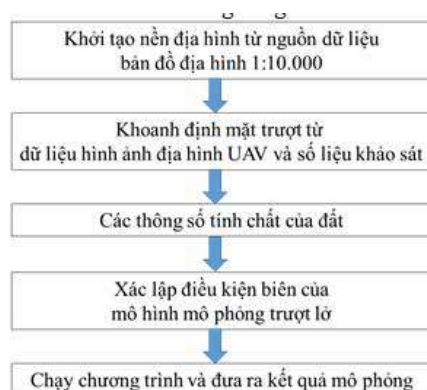 Khởi tạo nền địa hình từ nguồn dữ liệu
bản đồ địa hình 1:10.000
Khoanh định mặt trượt từ
dữ liệu hình ảnh địa hình UAV và số liệu khảo sát
Các thông số tính chất của đất
Xác lập điều kiện biên của
mô hình mô phỏng trượt lở
Chạy chương trình và đưa ra kết quả mô phỏng